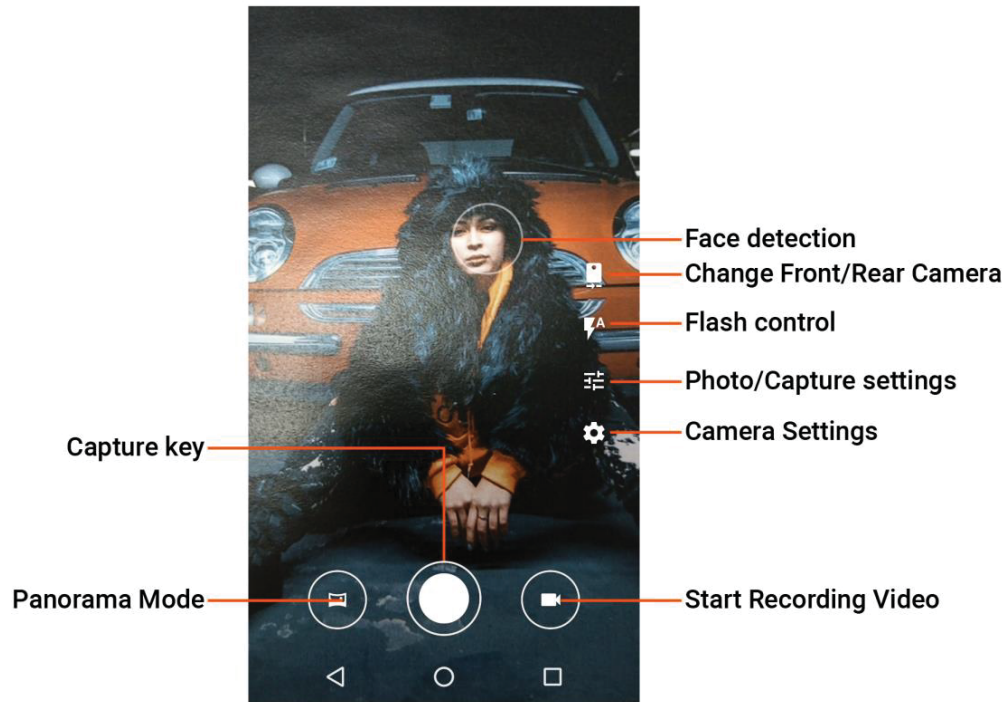 Face detection
Change Front/Rear Camera
Flash control
A
Photo/Capture settings
Camera Settings
Capture key
Panorama Mode
Start Recording Video